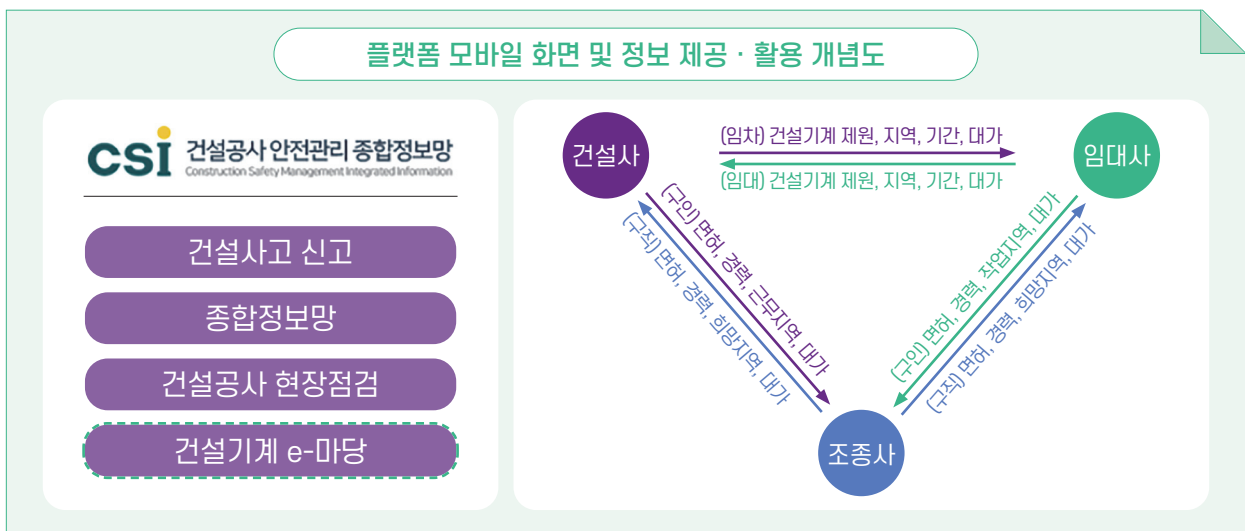 플랫폼 모바일 화면 및 정보 제공 · 활용 개념도
CSI 건설공사 안전관리 종합정보망
Construction Safety Management Integrated Information
건설사고 신고
종합정보망
건설공사 현장점검
건설기계 e-마당
건설사
(임차) 건설기계 제원, 지역, 기간, 대가
(임대) 건설기계 제원, 지역, 기간, 대가
임대사
(구인) 면허, 경력, 근무지역, 대가
(구직) 면허, 경력, 희망지역, 대가
(구인) 면허, 경력, 작업지역, 대가
(구직) 면허, 경력, 희망지역, 대가
조종사